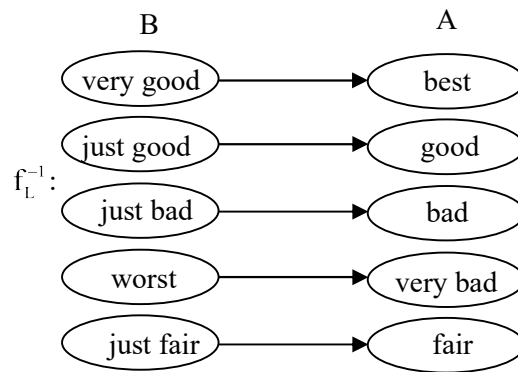 B A
very good best
just good good
f_L^{-1}:
just bad bad
worst very bad
just fair fair